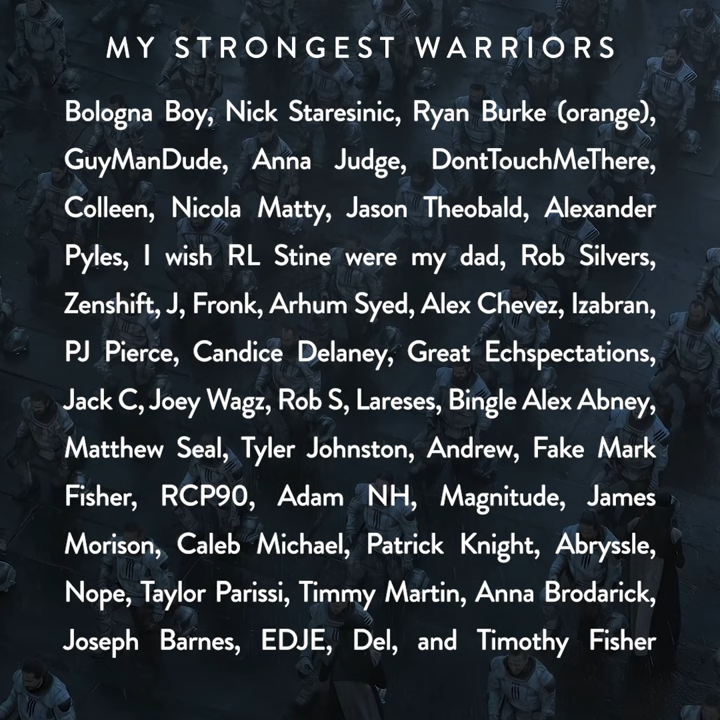 MY STRONGEST WARRIORS
Bologna Boy, Nick Staresinic, Ryan Burke (orange),
GuyManDude, Anna Judge, DontTouchMeThere,
Colleen, Nicola Matty, Jason Theobald, Alexander
Pyles, I wish RL Stine were my dad, Rob Silvers,
Zenshift, J, Fronk, Arhum Syed, Alex Chevez, Izabran,
PJ Pierce, Candice Delaney, Great Echspectations,
Jack C, Joey Wagz, Rob S, Lareses, Bingle Alex Abney,
Matthew Seal, Tyler Johnston, Andrew, Fake Mark
Fisher, RCP90, Adam NH, Magnitude, James
Morison, Caleb Michael, Patrick Knight, Abryssle,
Nope, Taylor Parissi, Timmy Martin, Anna Brodarick,
Joseph Barnes, EDJE, Del, and Timothy Fisher